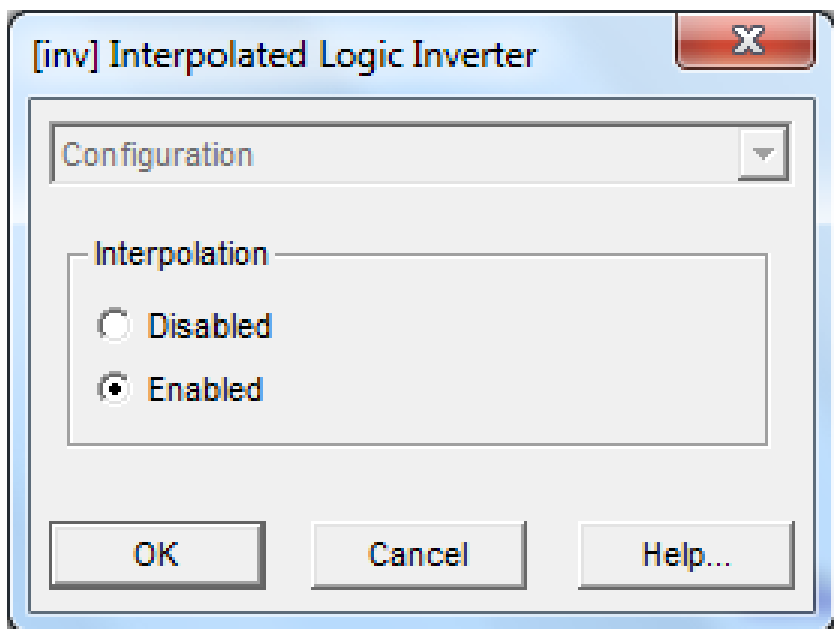 [inv] Interpolated Logic Inverter
Configuration
Interpolation
Disabled
Enabled
OK
Cancel
Help...